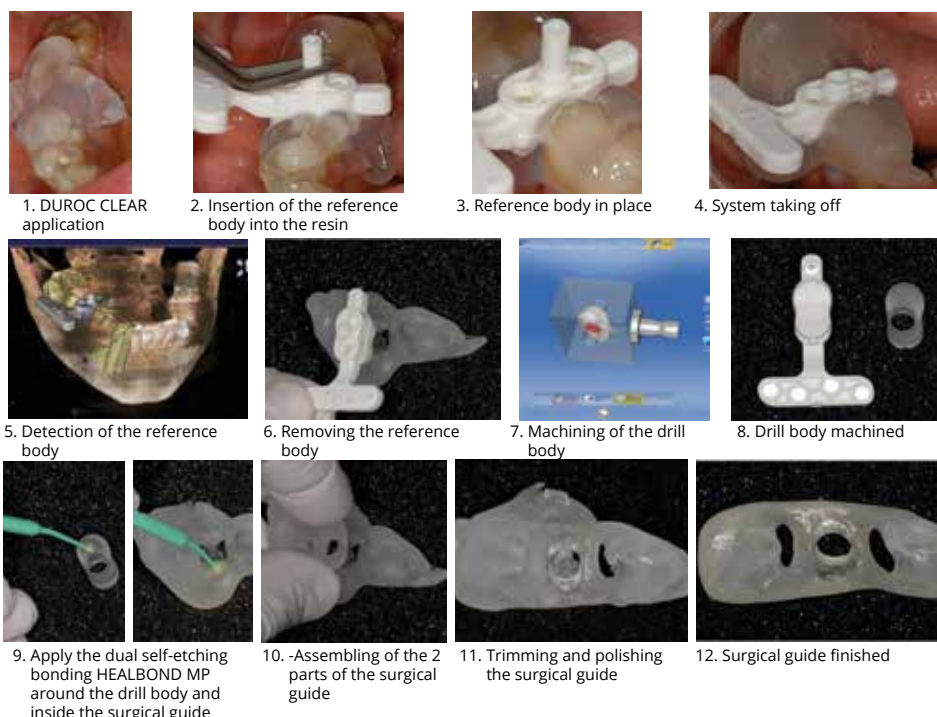 1. DUROC CLEAR
application
2. Insertion of the reference
body into the resin
3. Reference body in place
4. System taking off
5. Detection of the reference
body
6. Removing the reference
body
7. Machining of the drill
body
8. Drill body machined
9. Apply the dual self-etching
bonding HEALBOND MP
around the drill body and
inside the surgical guide
10. -Assembling of the 2
parts of the surgical
guide
11. Trimming and polishing
the surgical guide
12. Surgical guide finished